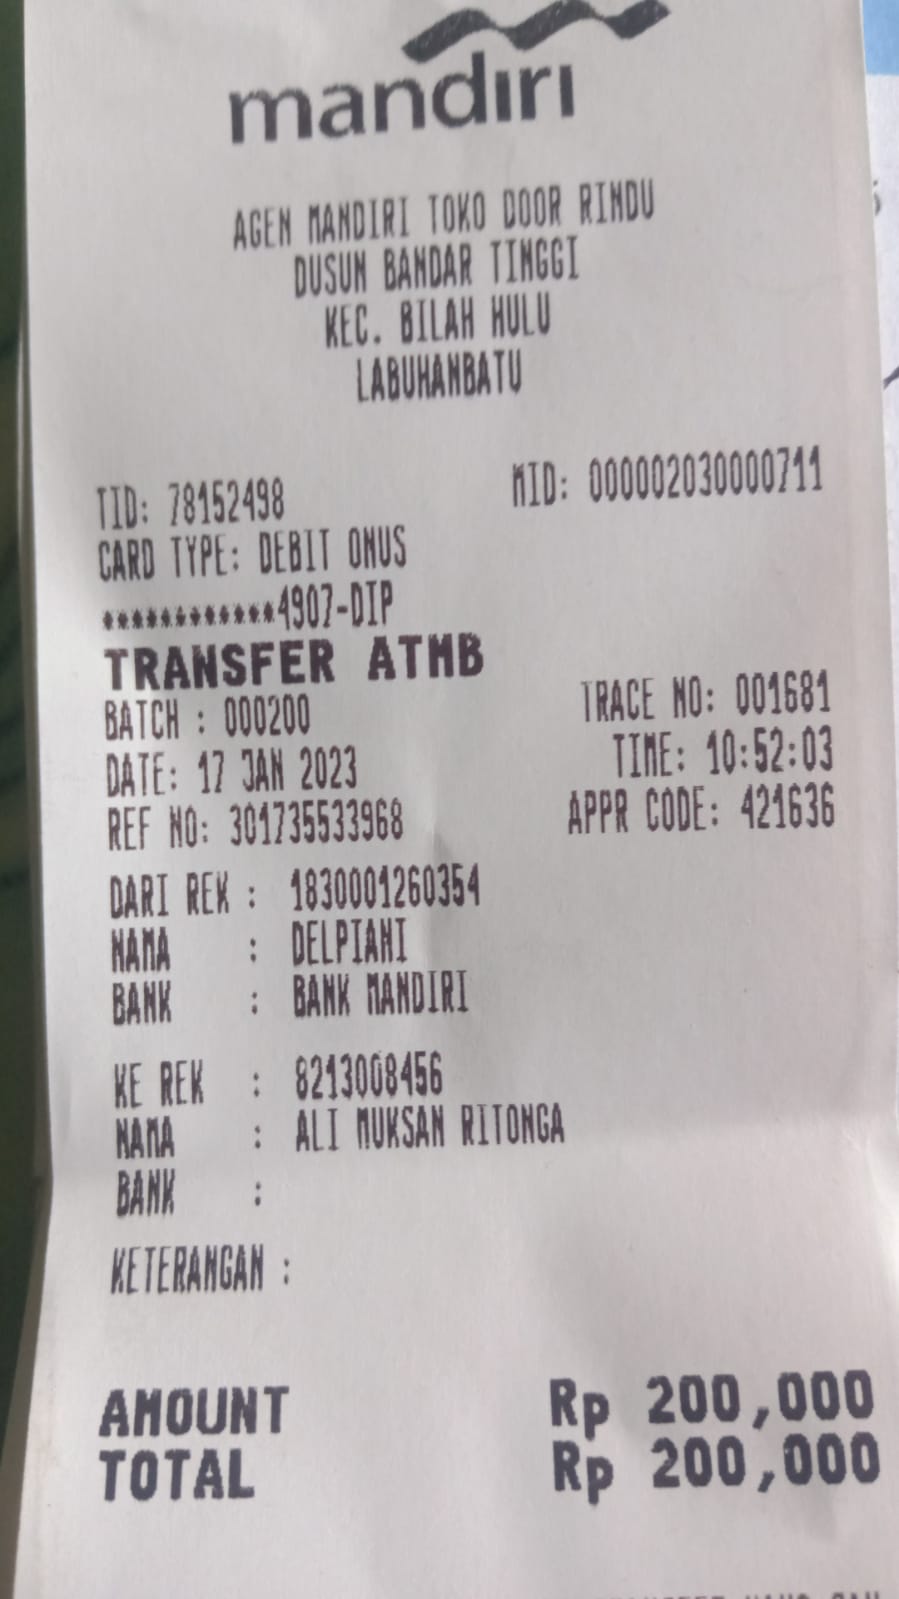 mandiri
AGEN MANDIRI TOKO DOOR RINDU
DUSUN BANDAR TINGGI
KEC. BILAH HULU
LABUHANBATU
TID: 78152498 MID: 000002030000711
CARD TYPE: DEBIT ONUS
************4907-DIP
TRANSFER ATMB
BATCH : 000200 TRACE NO: 001681
DATE: 17 JAN 2023 TIME: 10:52:03
REF NO: 301735533968 APPR CODE: 421636
DARI REK : 1830001260354
NAMA : DELPIANI
BANK : BANK MANDIRI
KE REK : 8213008456
NAMA : ALI MUKSAN RITONGA
BANK :
KETERANGAN :
AMOUNT Rp 200,000
TOTAL Rp 200,000